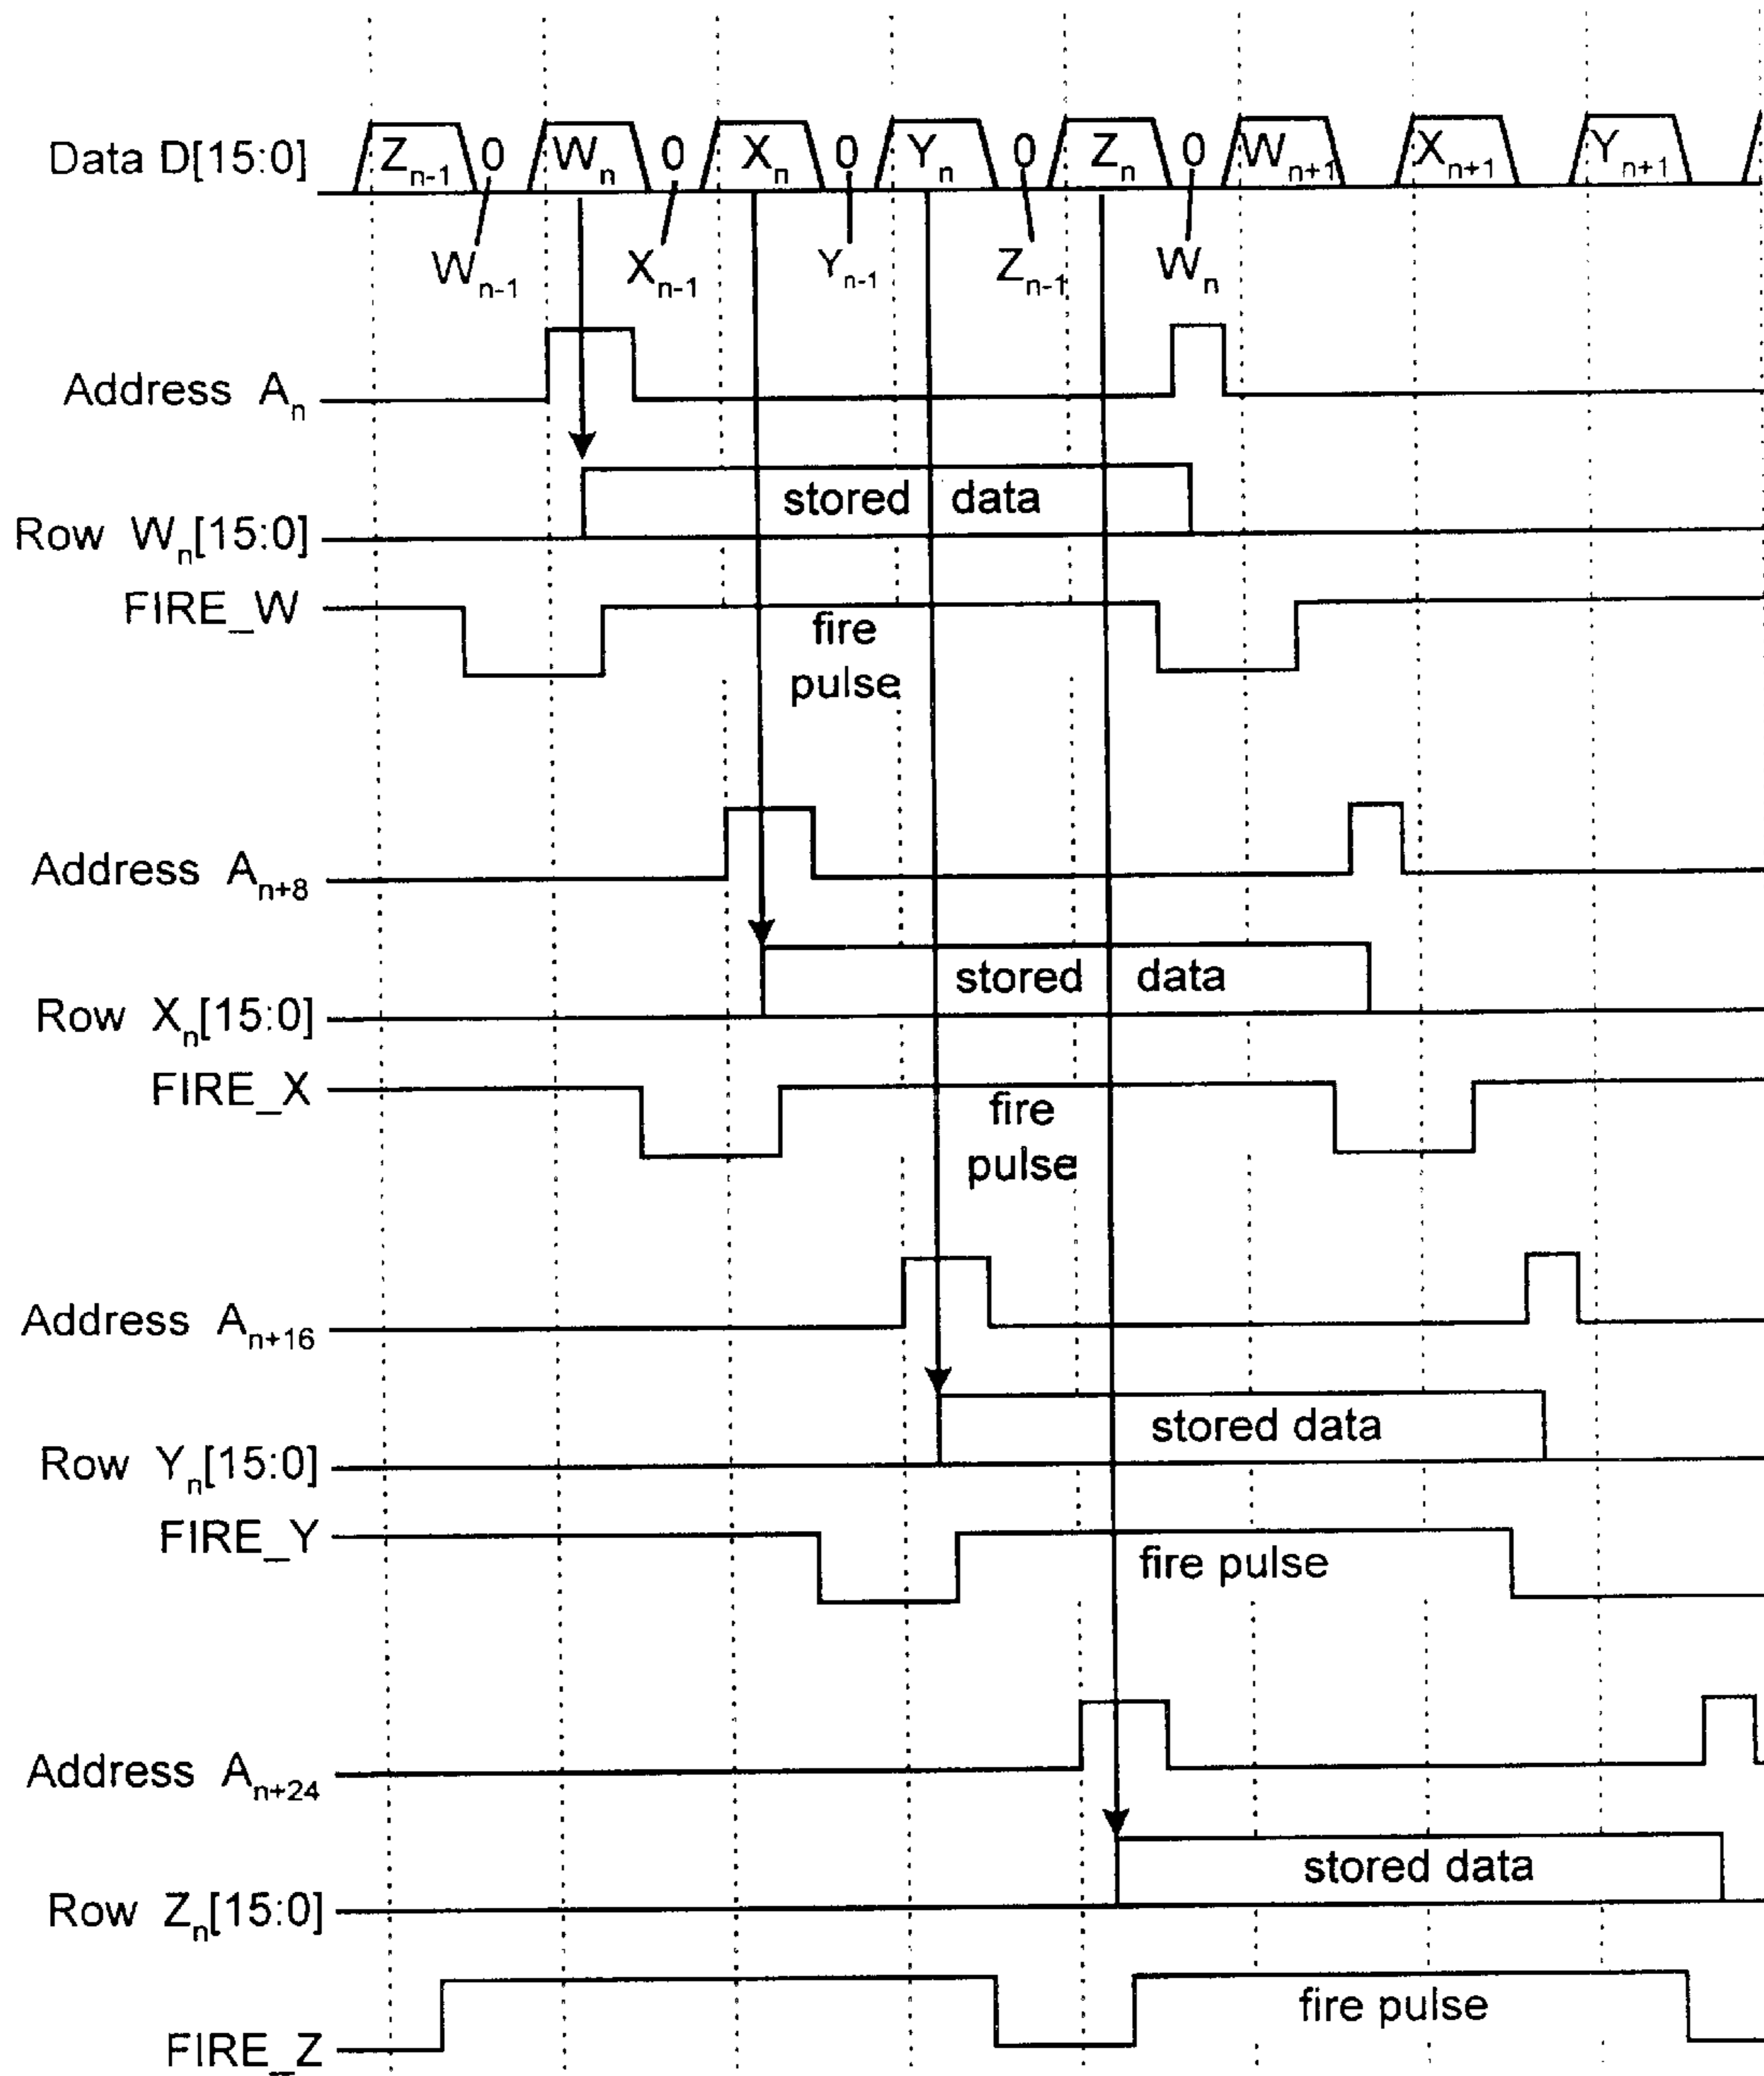 Data D[15:0] Zn-1 0 Wn 0 Xn 0 Yn 0 Zn 0 Wn+1 Xn+1 Yn+1
Wn-1 Xn-1 Yn-1 Zn-1 Wn
Address An
stored data
Row Wn[15:0]
FIRE_W
fire
pulse
Address An+8
stored data
Row Xn[15:0]
FIRE_X
fire
pulse
Address An+16
stored data
Row Yn[15:0]
FIRE_Y
fire pulse
Address An+24
stored data
Row Zn[15:0]
fire pulse
FIRE_Z